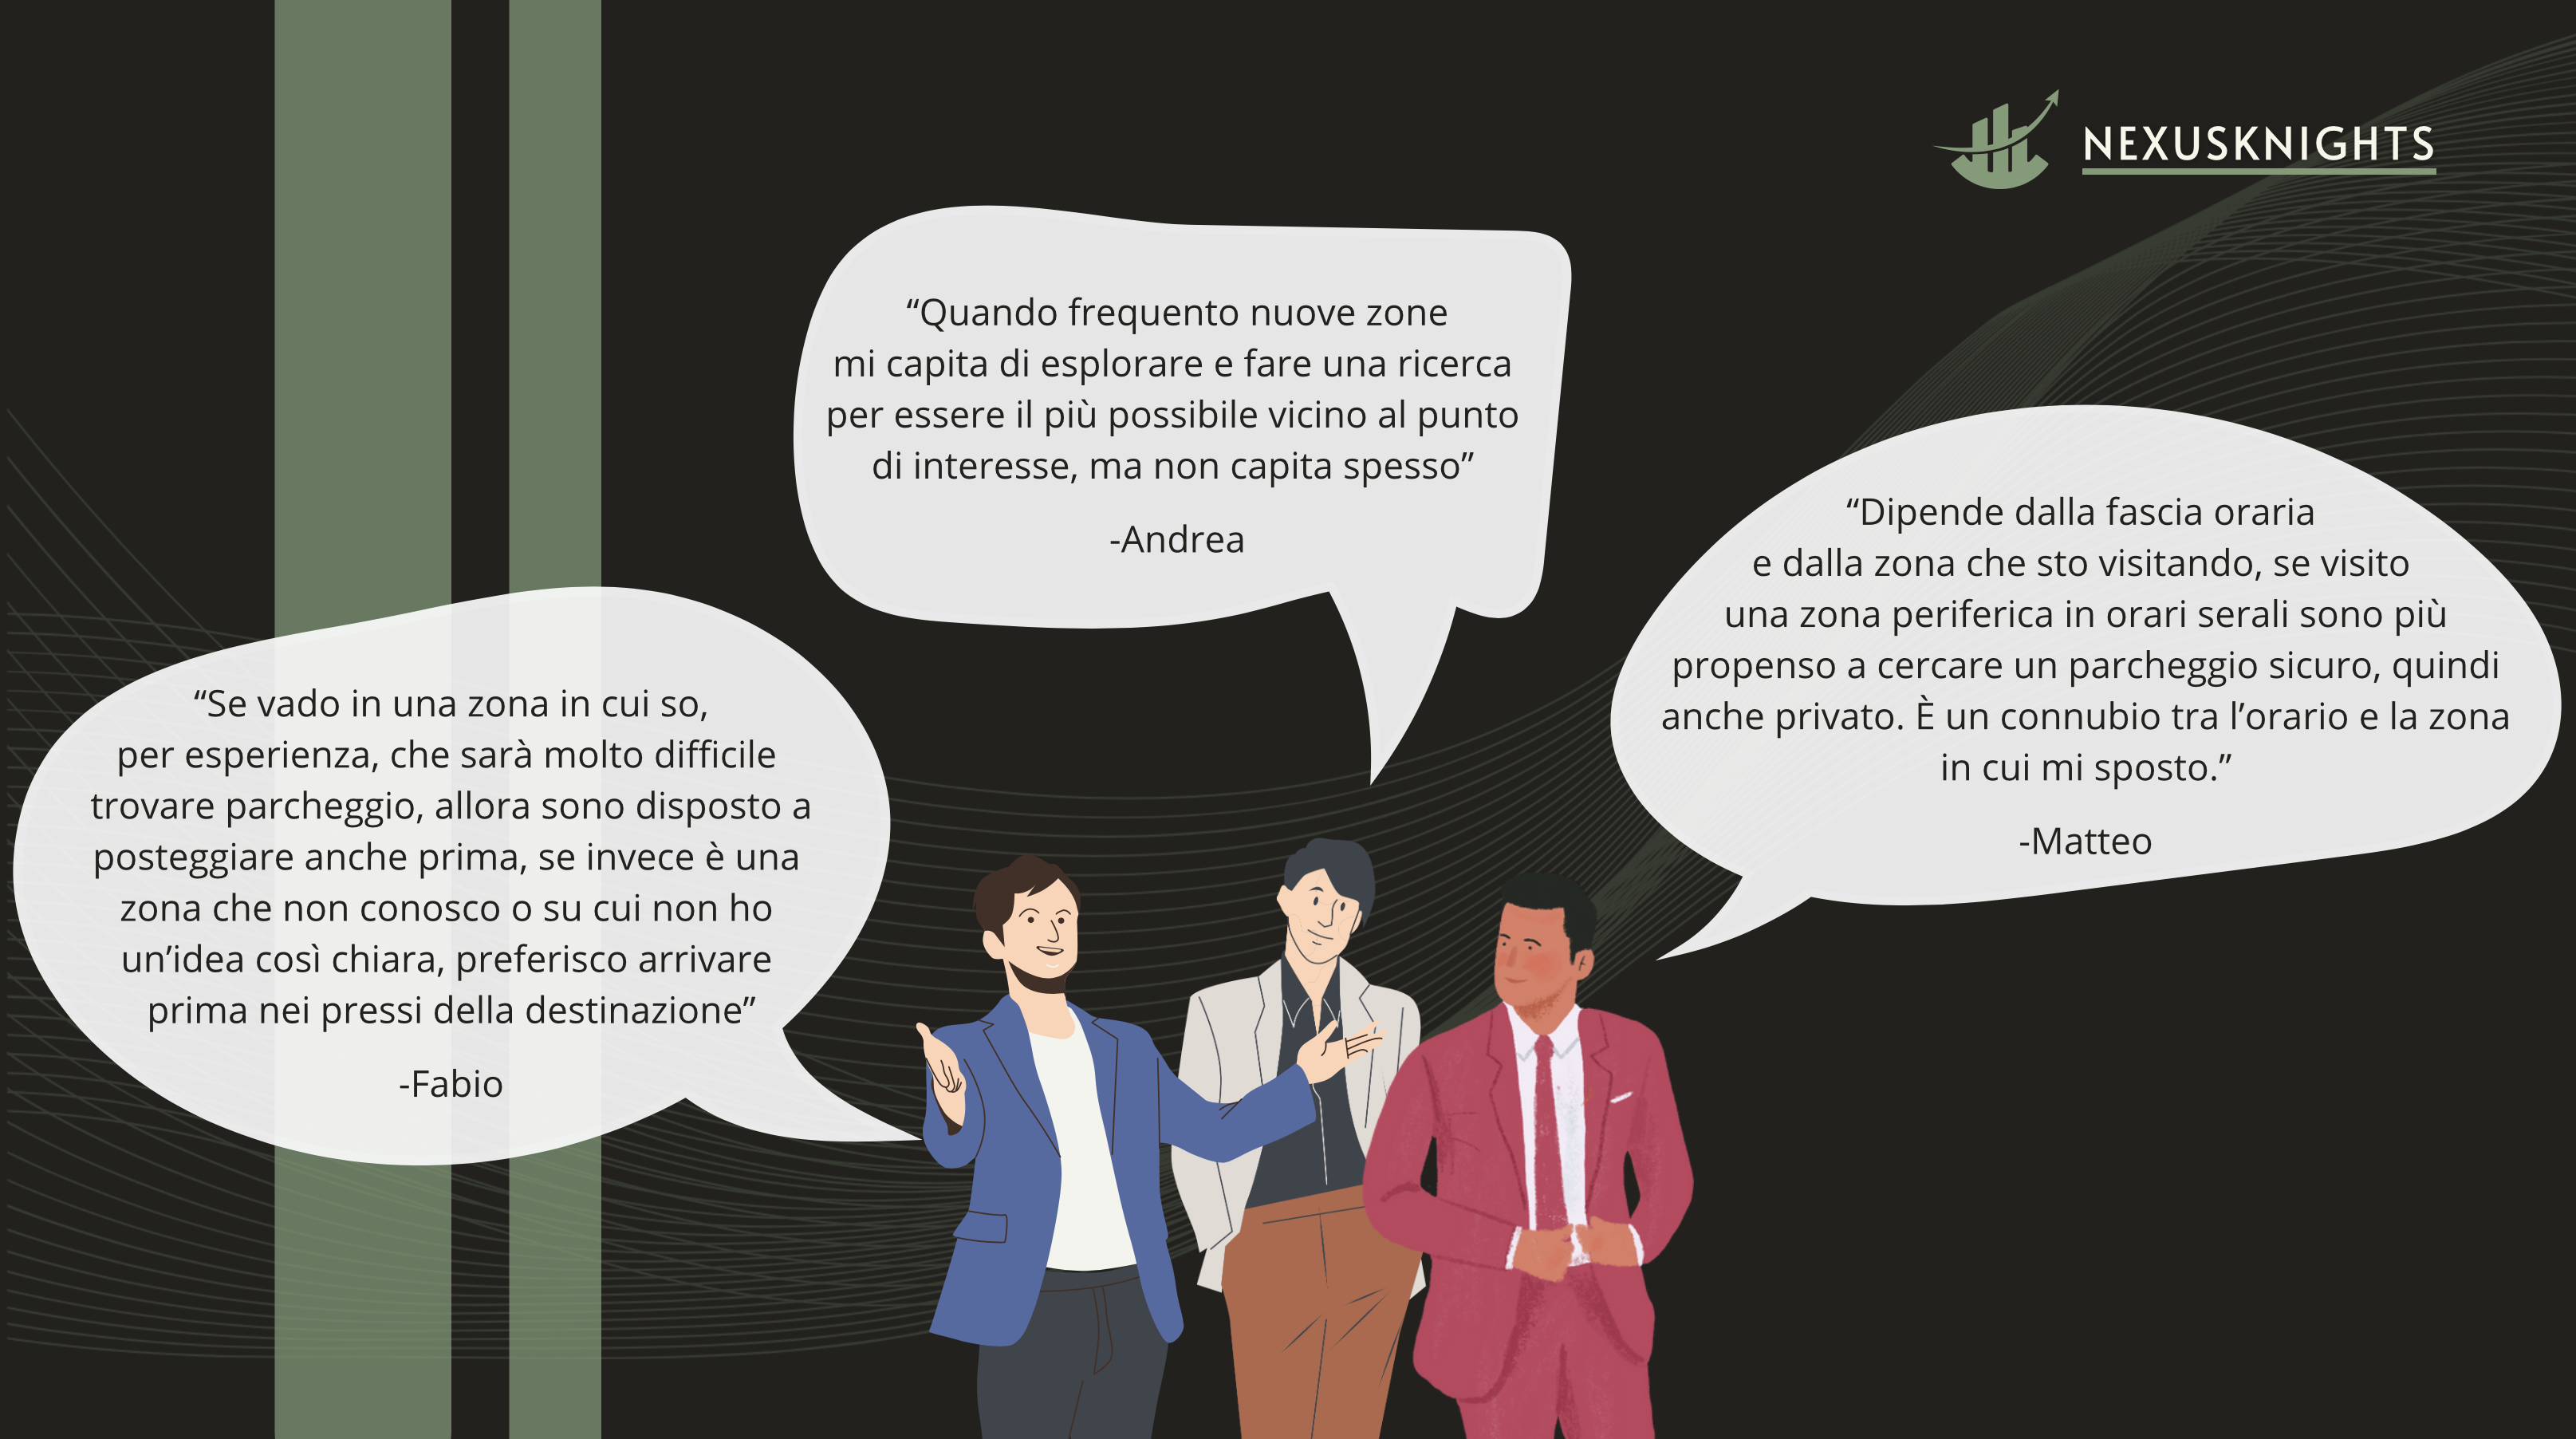 NEXUSKNIGHTS
“Quando frequento nuove zone
mi capita di esplorare e fare una ricerca
per essere il più possibile vicino al punto
di interesse, ma non capita spesso”
-Andrea
“Dipende dalla fascia oraria
e dalla zona che sto visitando, se visito
una zona periferica in orari serali sono più
propenso a cercare un parcheggio sicuro, quindi
anche privato. È un connubio tra l’orario e la zona
in cui mi sposto.”
-Matteo
“Se vado in una zona in cui so,
per esperienza, che sarà molto difficile
trovare parcheggio, allora sono disposto a
posteggiare anche prima, se invece è una
zona che non conosco o su cui non ho
un’idea così chiara, preferisco arrivare
prima nei pressi della destinazione”
-Fabio